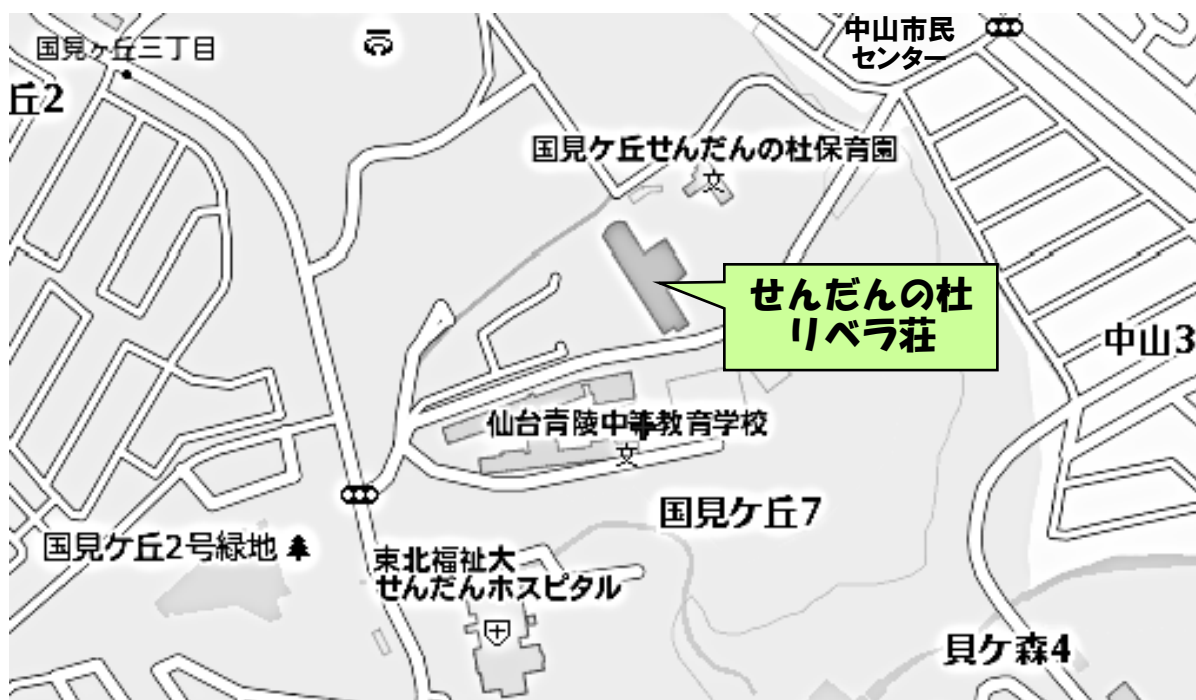 国見ヶ丘三丁目
中山市民
センター
丘2
国見ケ丘せんだんの杜保育園
文
せんだんの杜
リベラ荘
中山3
仙台青陵中等教育学校
文
国見ケ丘7
国見ケ丘2号緑地
東北福祉大
せんだんホスピタル
貝ケ森4